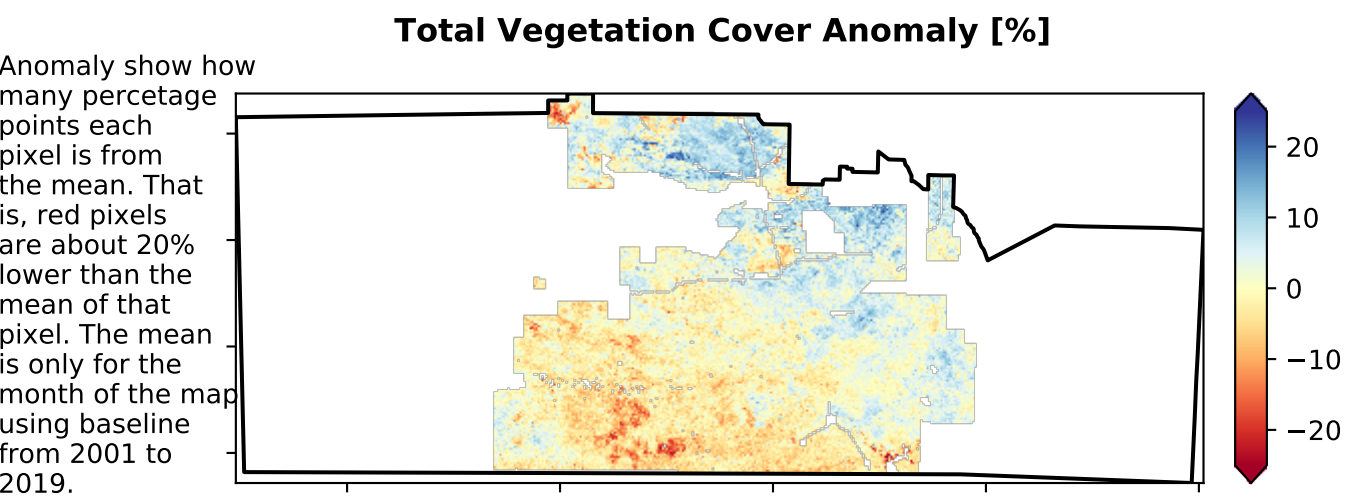 Total Vegetation Cover Anomaly [%]
Anomaly show how
many percetage
points each
pixel is from
the mean. That
is, red pixels
are about 20%
lower than the
mean of that
pixel. The mean
is only for the
month of the map
using baseline
from 2001 to
2019.
20
10
0
−10
−20